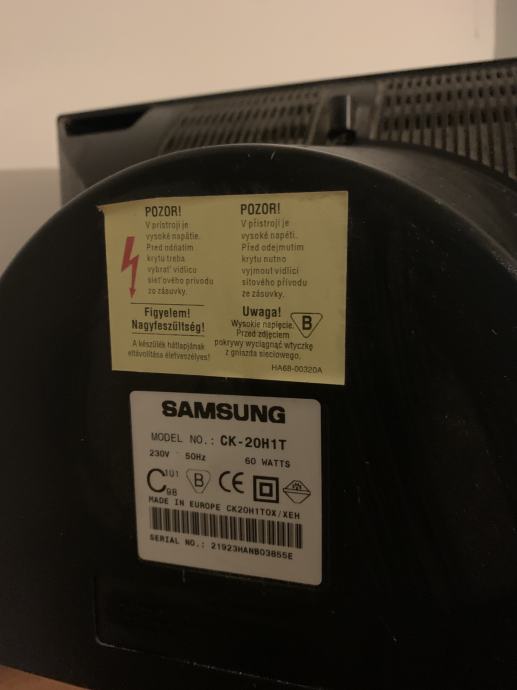 POZOR!
V prístroji je
vysoké napätie.
Pred odňatím
krytu treba
vybrať vidlicu
sieťového prívodu
zo zásuvky.
POZOR!
V přístroji je
vysoké napětí.
Před odejmutím
krytu nutno
vyjmout vidlici
síťového přívodu
ze zásuvky.
Figyelem!
Nagyfeszültség!
A készülék hátlapjának
eltávolítása életveszélyes!
Uwaga!
Wysokie napięcie.
Przed zdjęciem
pokrywy wyciągnąć wtyczkę
z gniazda sieciowego.
B
HA68-00320A
SAMSUNG
MODEL NO.: CK-20H1T
230V 50Hz 60 WATTS
C 101 98 B CE
MADE IN EUROPE CK20H1TOX/XEH
SERIAL NO.: 21923HANB03855E